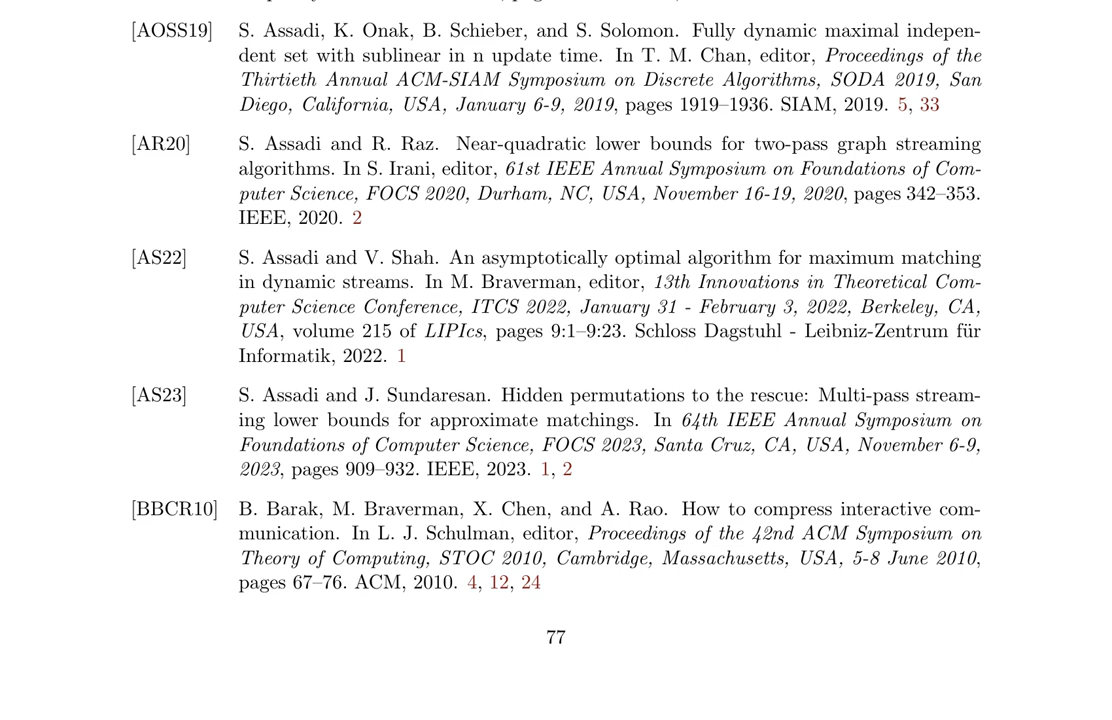 [AOSS19] S. Assadi, K. Onak, B. Schieber, and S. Solomon. Fully dynamic maximal indepen-
dent set with sublinear in n update time. In T. M. Chan, editor, Proceedings of the
Thirtieth Annual ACM-SIAM Symposium on Discrete Algorithms, SODA 2019, San
Diego, California, USA, January 6-9, 2019, pages 1919–1936. SIAM, 2019. 5, 33
[AR20] S. Assadi and R. Raz. Near-quadratic lower bounds for two-pass graph streaming
algorithms. In S. Irani, editor, 61st IEEE Annual Symposium on Foundations of Com-
puter Science, FOCS 2020, Durham, NC, USA, November 16-19, 2020, pages 342–353.
IEEE, 2020. 2
[AS22] S. Assadi and V. Shah. An asymptotically optimal algorithm for maximum matching
in dynamic streams. In M. Braverman, editor, 13th Innovations in Theoretical Com-
puter Science Conference, ITCS 2022, January 31 - February 3, 2022, Berkeley, CA,
USA, volume 215 of LIPIcs, pages 9:1–9:23. Schloss Dagstuhl - Leibniz-Zentrum für
Informatik, 2022. 1
[AS23] S. Assadi and J. Sundaresan. Hidden permutations to the rescue: Multi-pass stream-
ing lower bounds for approximate matchings. In 64th IEEE Annual Symposium on
Foundations of Computer Science, FOCS 2023, Santa Cruz, CA, USA, November 6-9,
2023, pages 909–932. IEEE, 2023. 1, 2
[BBCR10] B. Barak, M. Braverman, X. Chen, and A. Rao. How to compress interactive com-
munication. In L. J. Schulman, editor, Proceedings of the 42nd ACM Symposium on
Theory of Computing, STOC 2010, Cambridge, Massachusetts, USA, 5-8 June 2010,
pages 67–76. ACM, 2010. 4, 12, 24
77